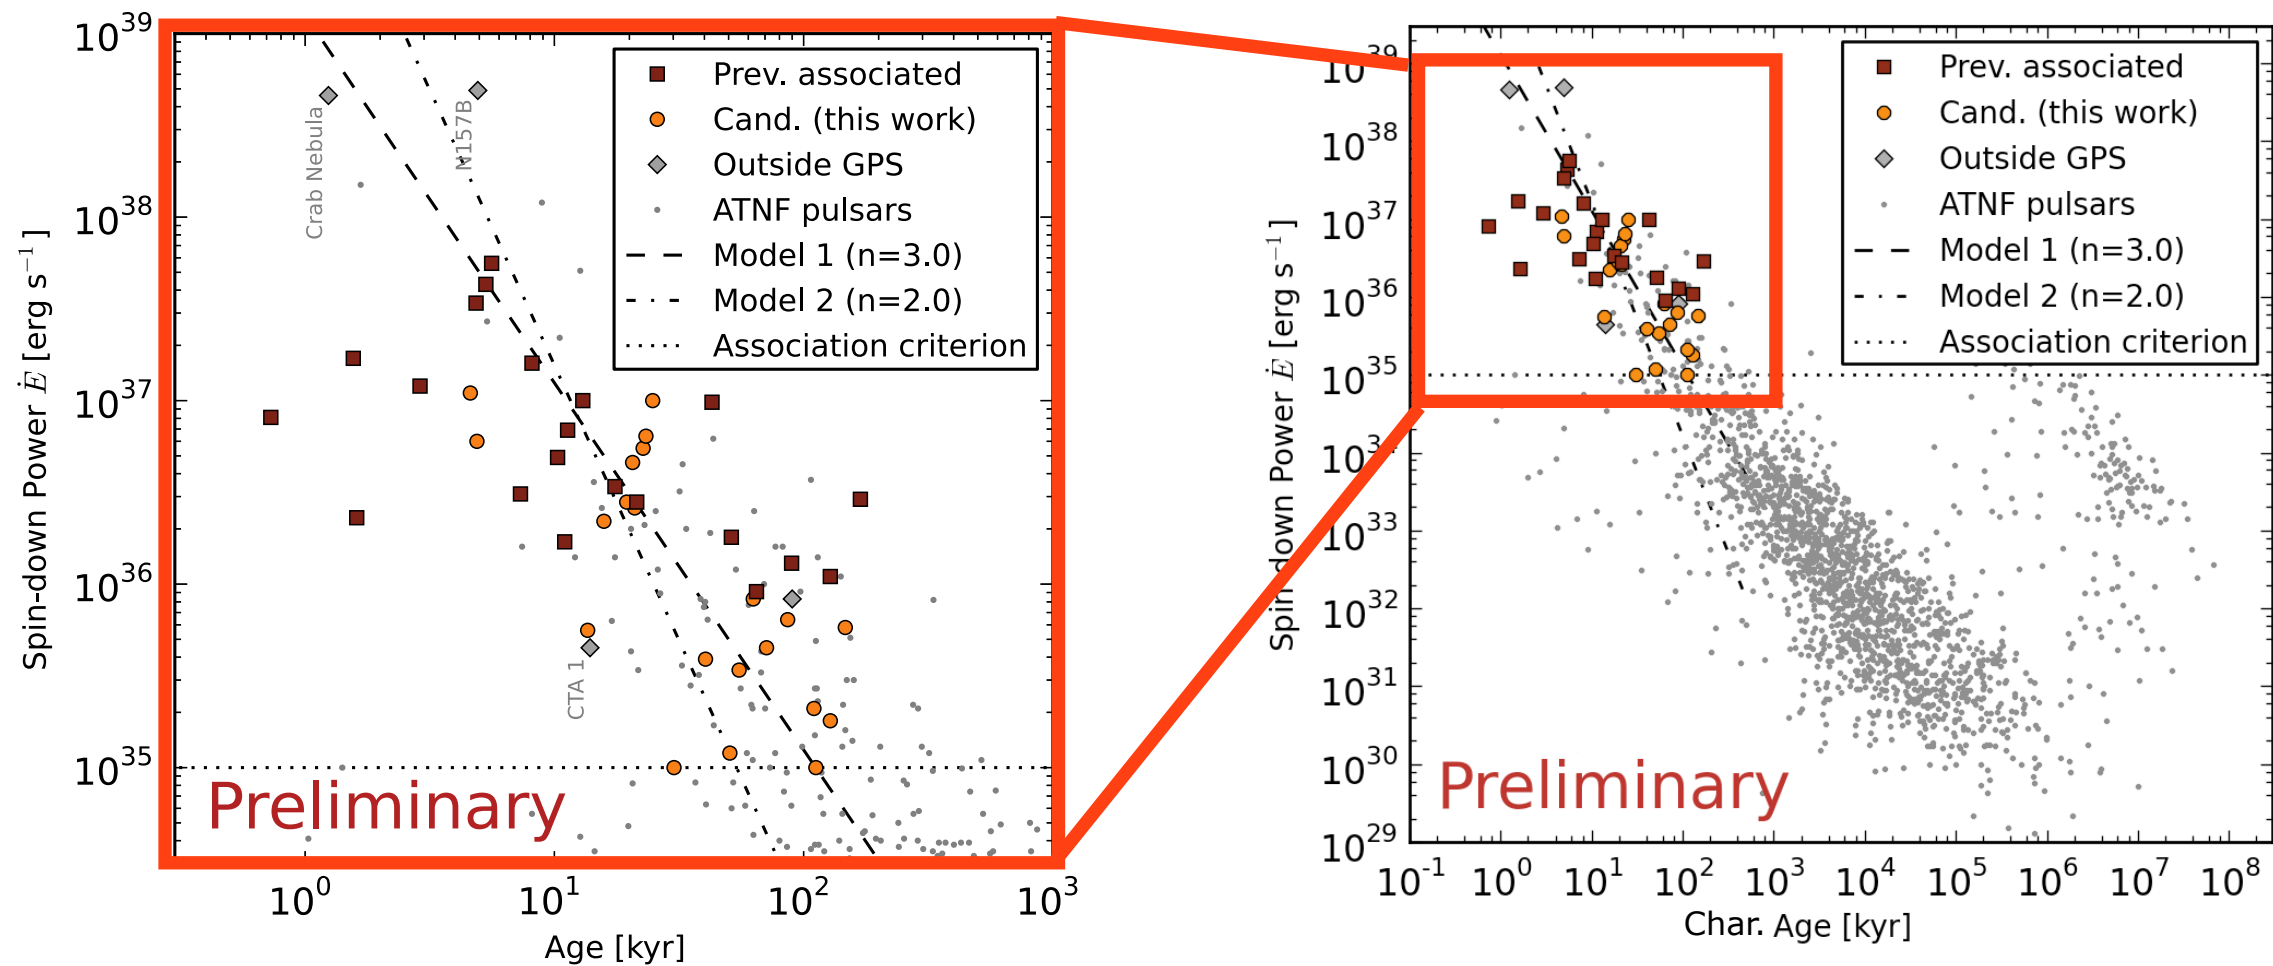 10^39
10^38
10^37
10^36
10^35
Spin-down Power Ė [erg s^−1]
Crab Nebula
N157B
CTA 1
Prev. associated
Cand. (this work)
Outside GPS
ATNF pulsars
Model 1 (n=3.0)
Model 2 (n=2.0)
Association criterion
Preliminary
10^0 10^1 10^2 10^3
Age [kyr]
10^39
10^38
10^37
10^36
10^35
10^34
10^33
10^32
10^31
10^30
10^29
Spin-down Power Ė [erg s^−1]
Prev. associated
Cand. (this work)
Outside GPS
ATNF pulsars
Model 1 (n=3.0)
Model 2 (n=2.0)
Association criterion
Preliminary
10^-1 10^0 10^1 10^2 10^3 10^4 10^5 10^6 10^7 10^8
Char. Age [kyr]